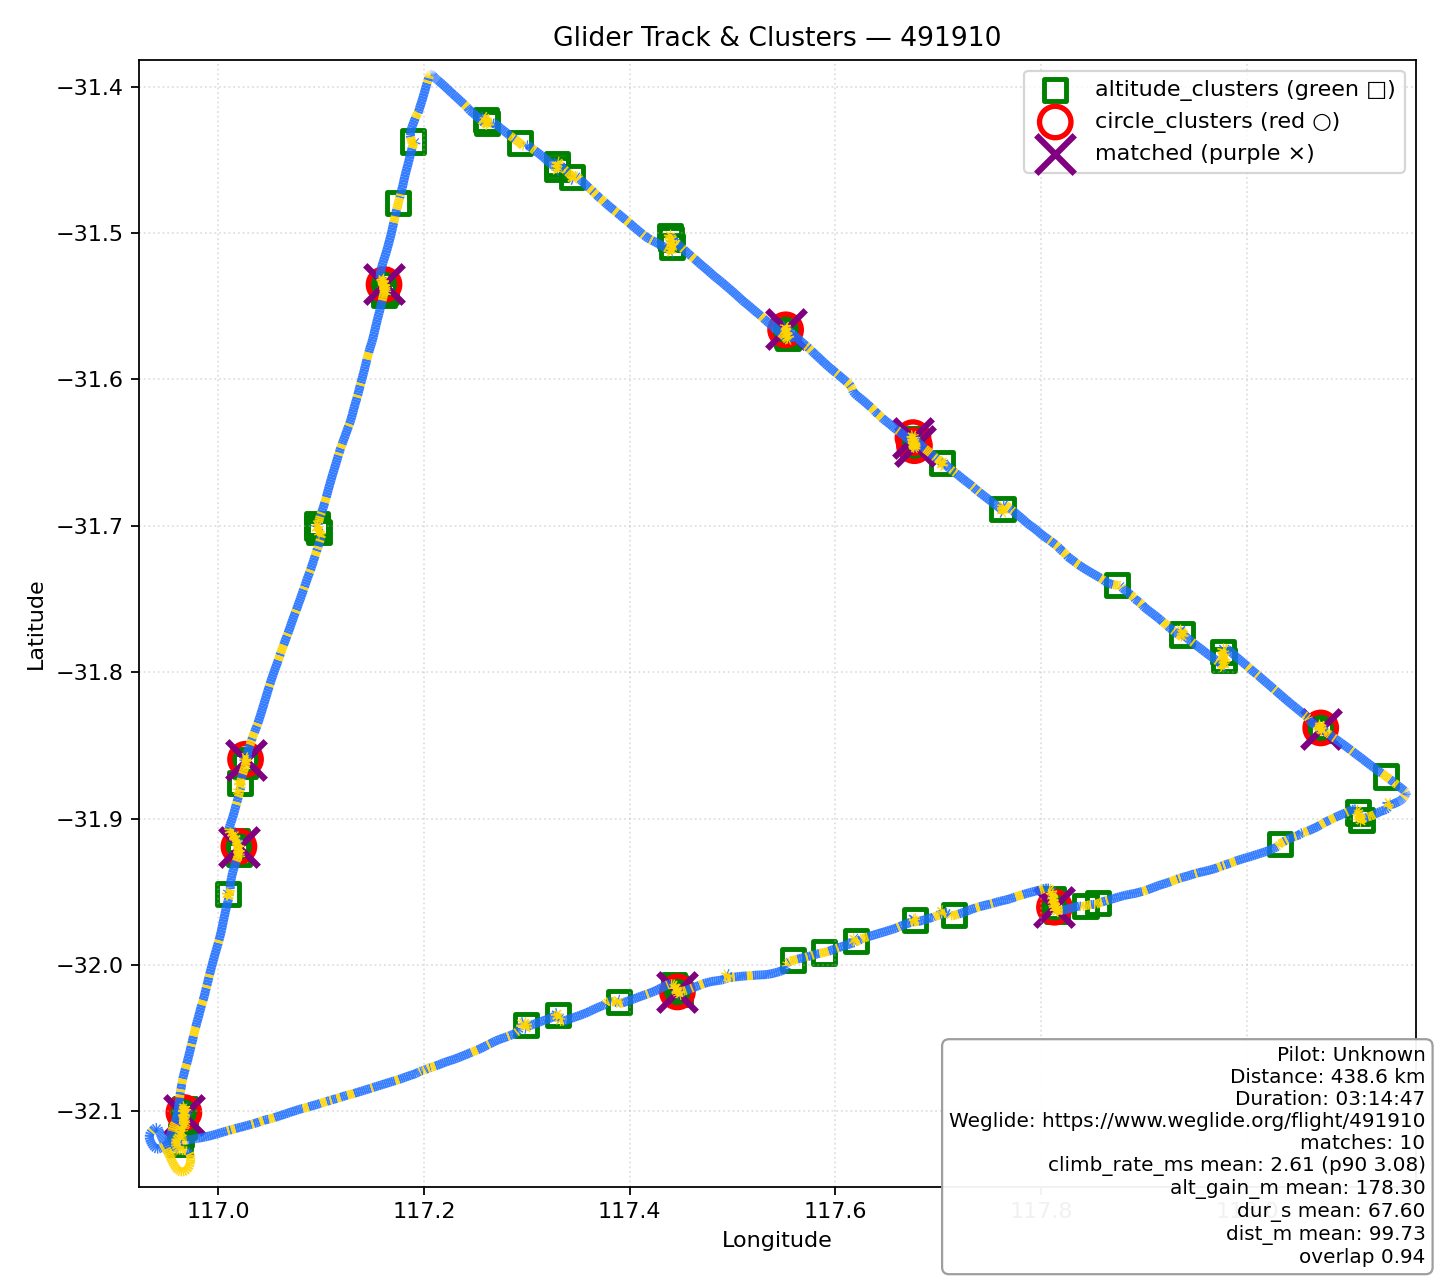 Glider Track & Clusters — 491910
altitude_clusters (green □)
circle_clusters (red ○)
matched (purple ×)
−31.4
−31.5
−31.6
−31.7
−31.8
−31.9
−32.0
−32.1
Latitude
117.0
117.2
117.4
117.6
117.8
Longitude
Pilot: Unknown
Distance: 438.6 km
Duration: 03:14:47
Weglide: https://www.weglide.org/flight/491910
matches: 10
climb_rate_ms mean: 2.61 (p90 3.08)
alt_gain_m mean: 178.30
dur_s mean: 67.60
dist_m mean: 99.73
overlap 0.94